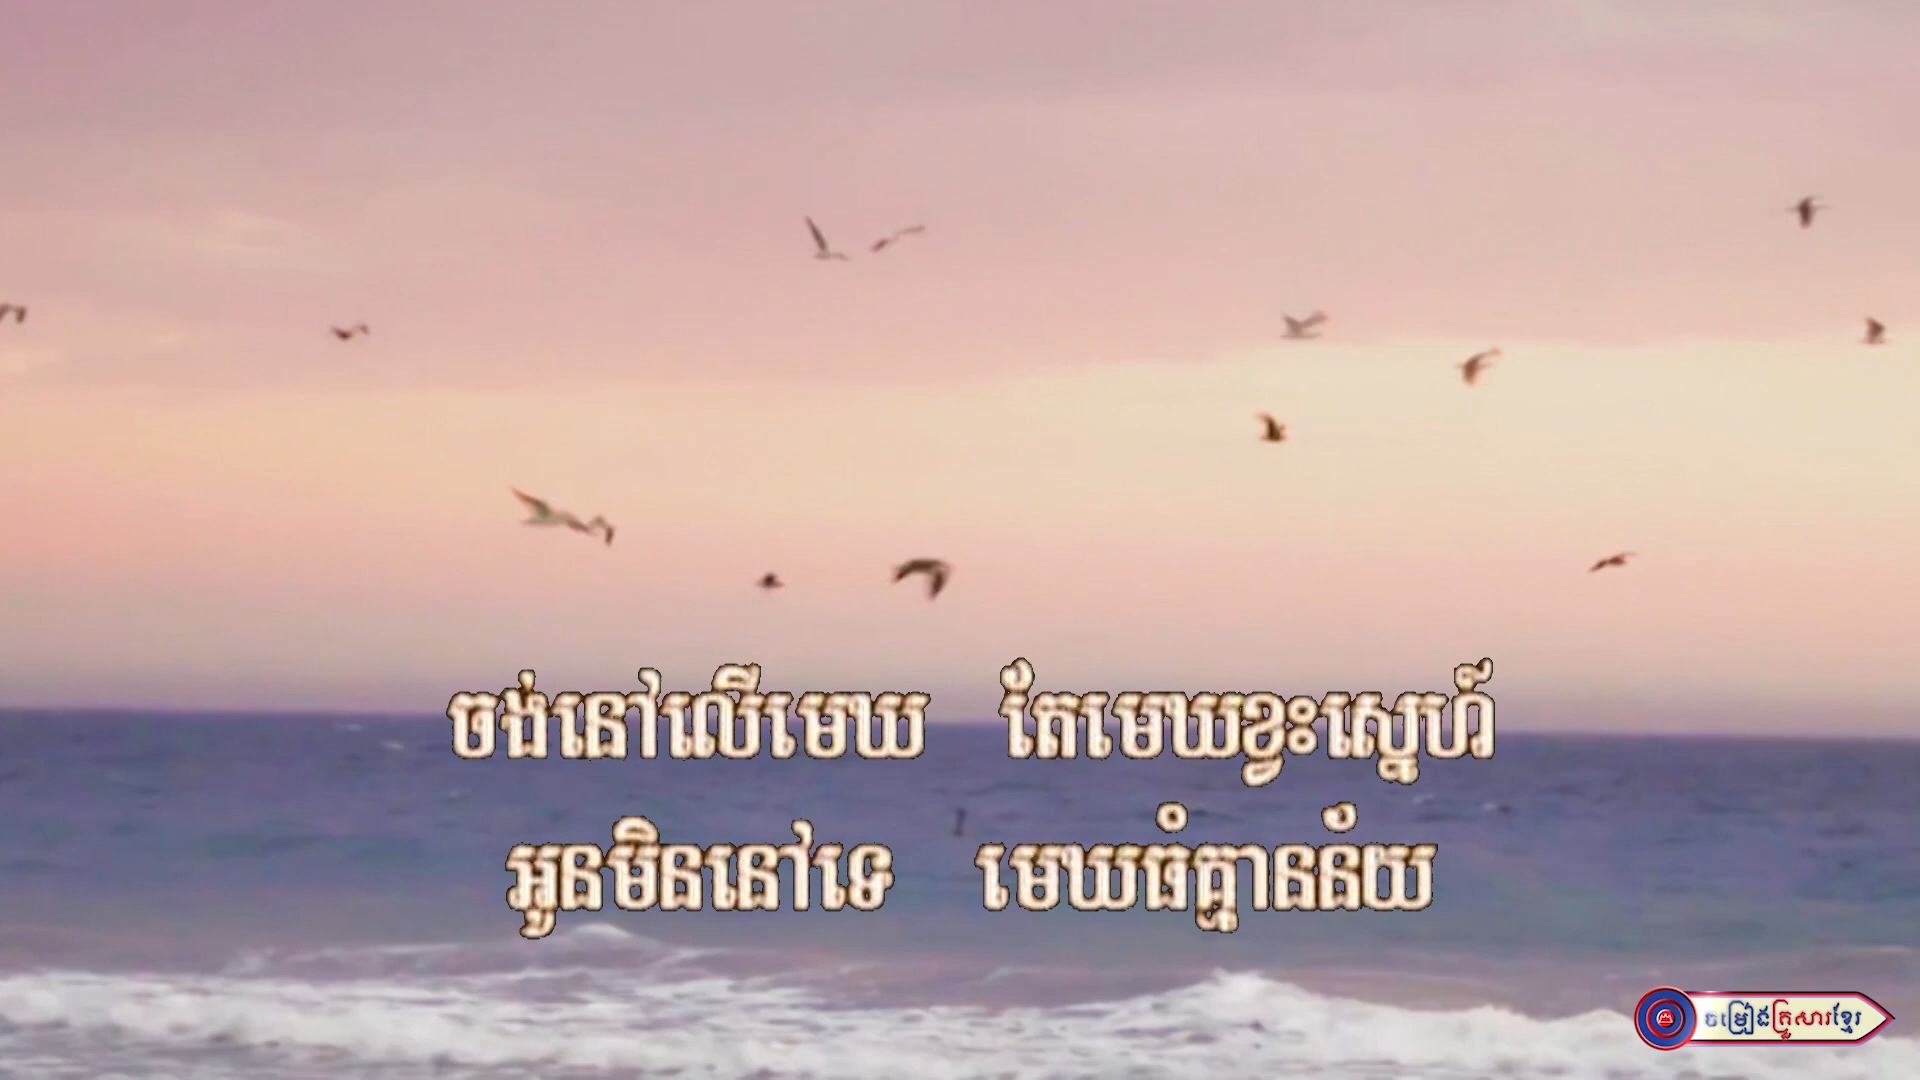 ចង់នៅលើមេឃ តែមេឃខ្វះស្នេហ៍
អូនមិននៅទេ មេឃធំគ្មានន័យ
ចម្រៀងគ្រួសារខ្មែរ